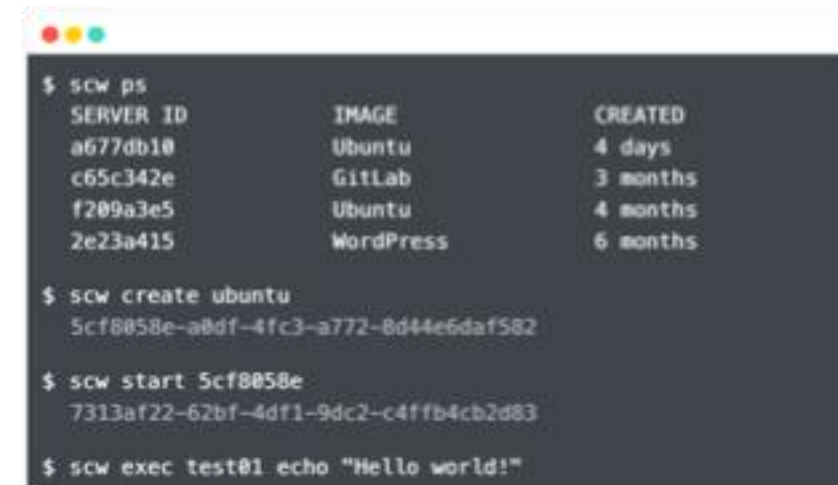 $ scw ps
SERVER ID IMAGE CREATED
a677db10 Ubuntu 4 days
c65c342e GitLab 3 months
f209a3e5 Ubuntu 4 months
2e23a415 WordPress 6 months
$ scw create ubuntu
5cf8058e-a0df-4fc3-a772-8d44e6daf582
$ scw start 5cf8058e
7313af22-62bf-4df1-9dc2-c4ffb4cb2d83
$ scw exec test01 echo "Hello world!"